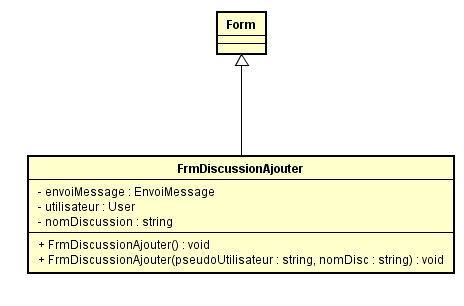 Form
FrmDiscussionAjouter
- envoiMessage : EnvoiMessage
- utilisateur : User
- nomDiscussion : string
+ FrmDiscussionAjouter() : void
+ FrmDiscussionAjouter(pseudoUtilisateur : string, nomDisc : string) : void